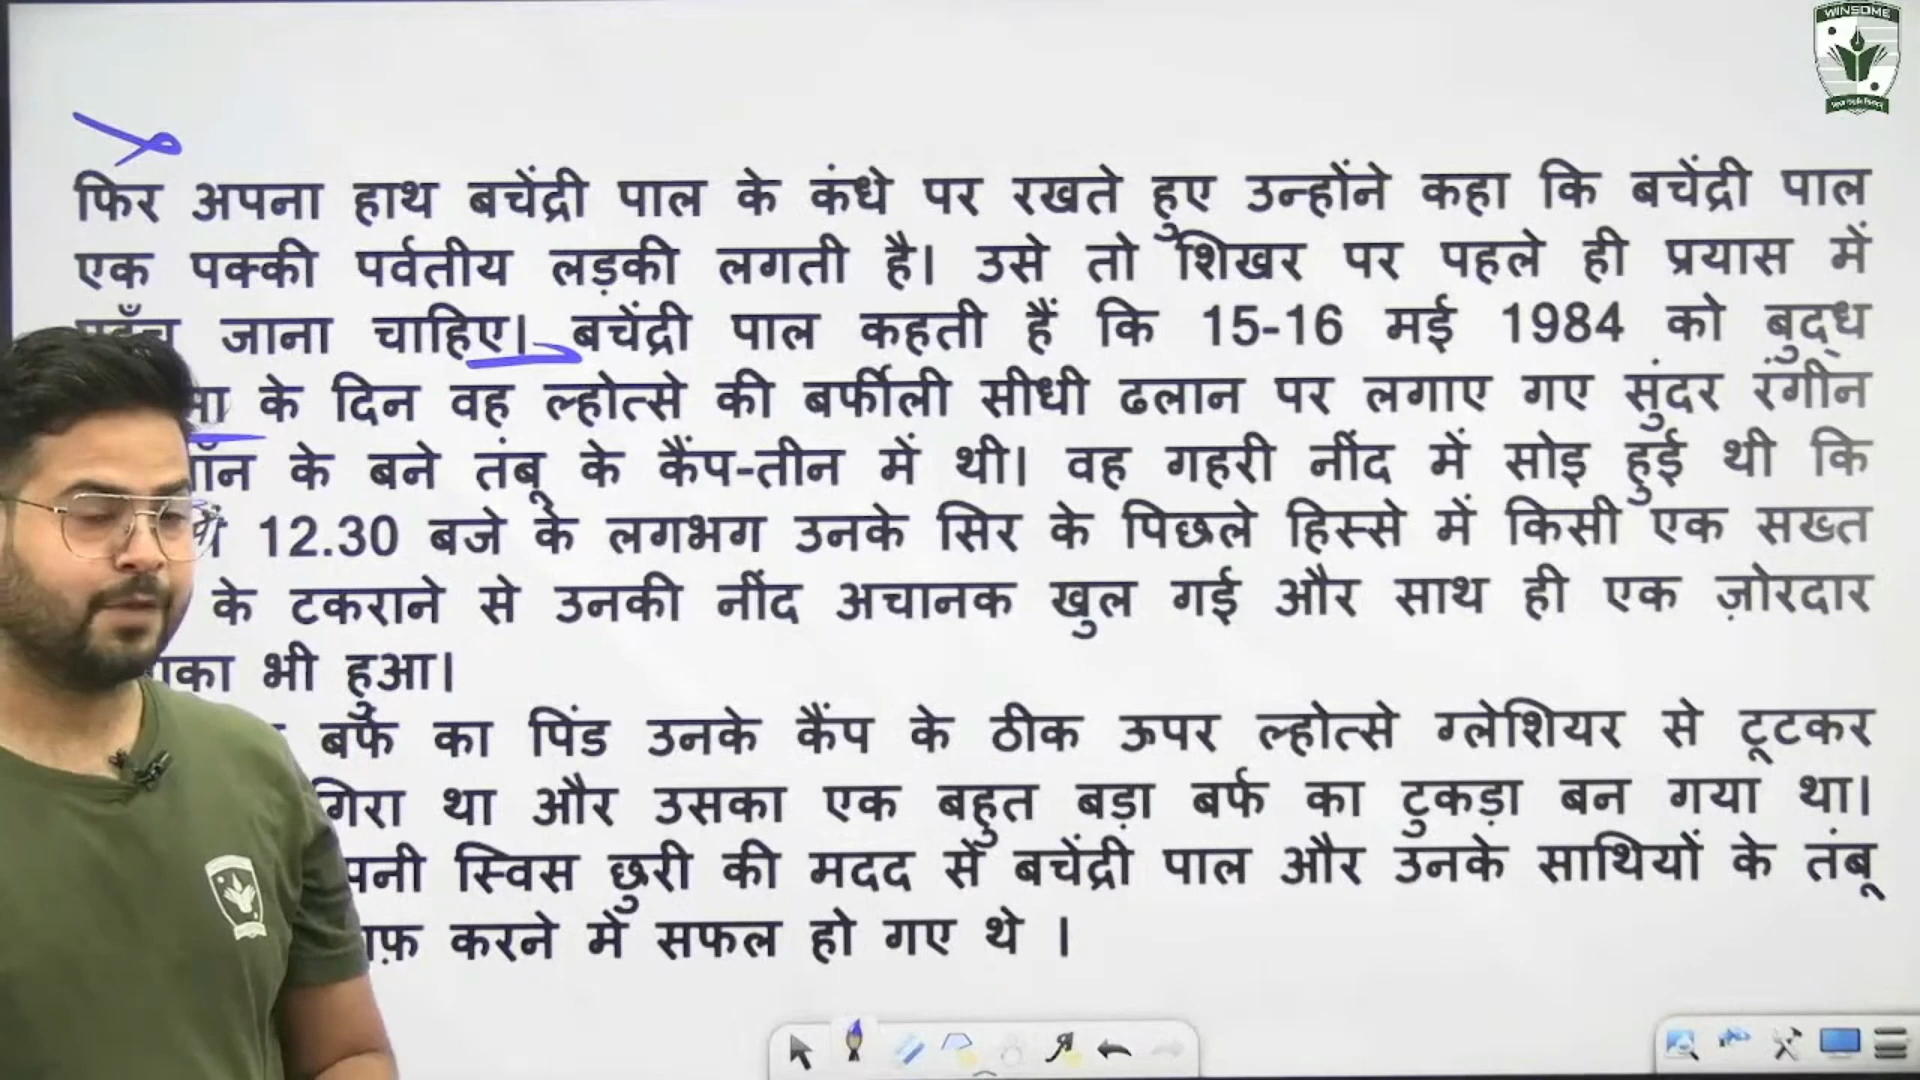 WINSOME
फिर अपना हाथ बचेंद्री पाल के कंधे पर रखते हुए उन्होंने कहा कि बचेंद्री पाल
एक पक्की पर्वतीय लड़की लगती है। उसे तो शिखर पर पहले ही प्रयास में
जाना चाहिए। बचेंद्री पाल कहती हैं कि 15-16 मई 1984 को बुद्ध
के दिन वह ल्होत्से की बर्फीली सीधी ढलान पर लगाए गए सुंदर रंगीन
के बने तंबू के कैंप-तीन में थी। वह गहरी नींद में सोइ हुई थी कि
12.30 बजे के लगभग उनके सिर के पिछले हिस्से में किसी एक सख्त
के टकराने से उनकी नींद अचानक खुल गई और साथ ही एक ज़ोरदार
भी हुआ।
बर्फ का पिंड उनके कैंप के ठीक ऊपर ल्होत्से ग्लेशियर से टूटकर
गिरा था और उसका एक बहुत बड़ा बर्फ का टुकड़ा बन गया था।
स्विस छुरी की मदद से बचेंद्री पाल और उनके साथियों के तंबू
करने में सफल हो गए थे ।